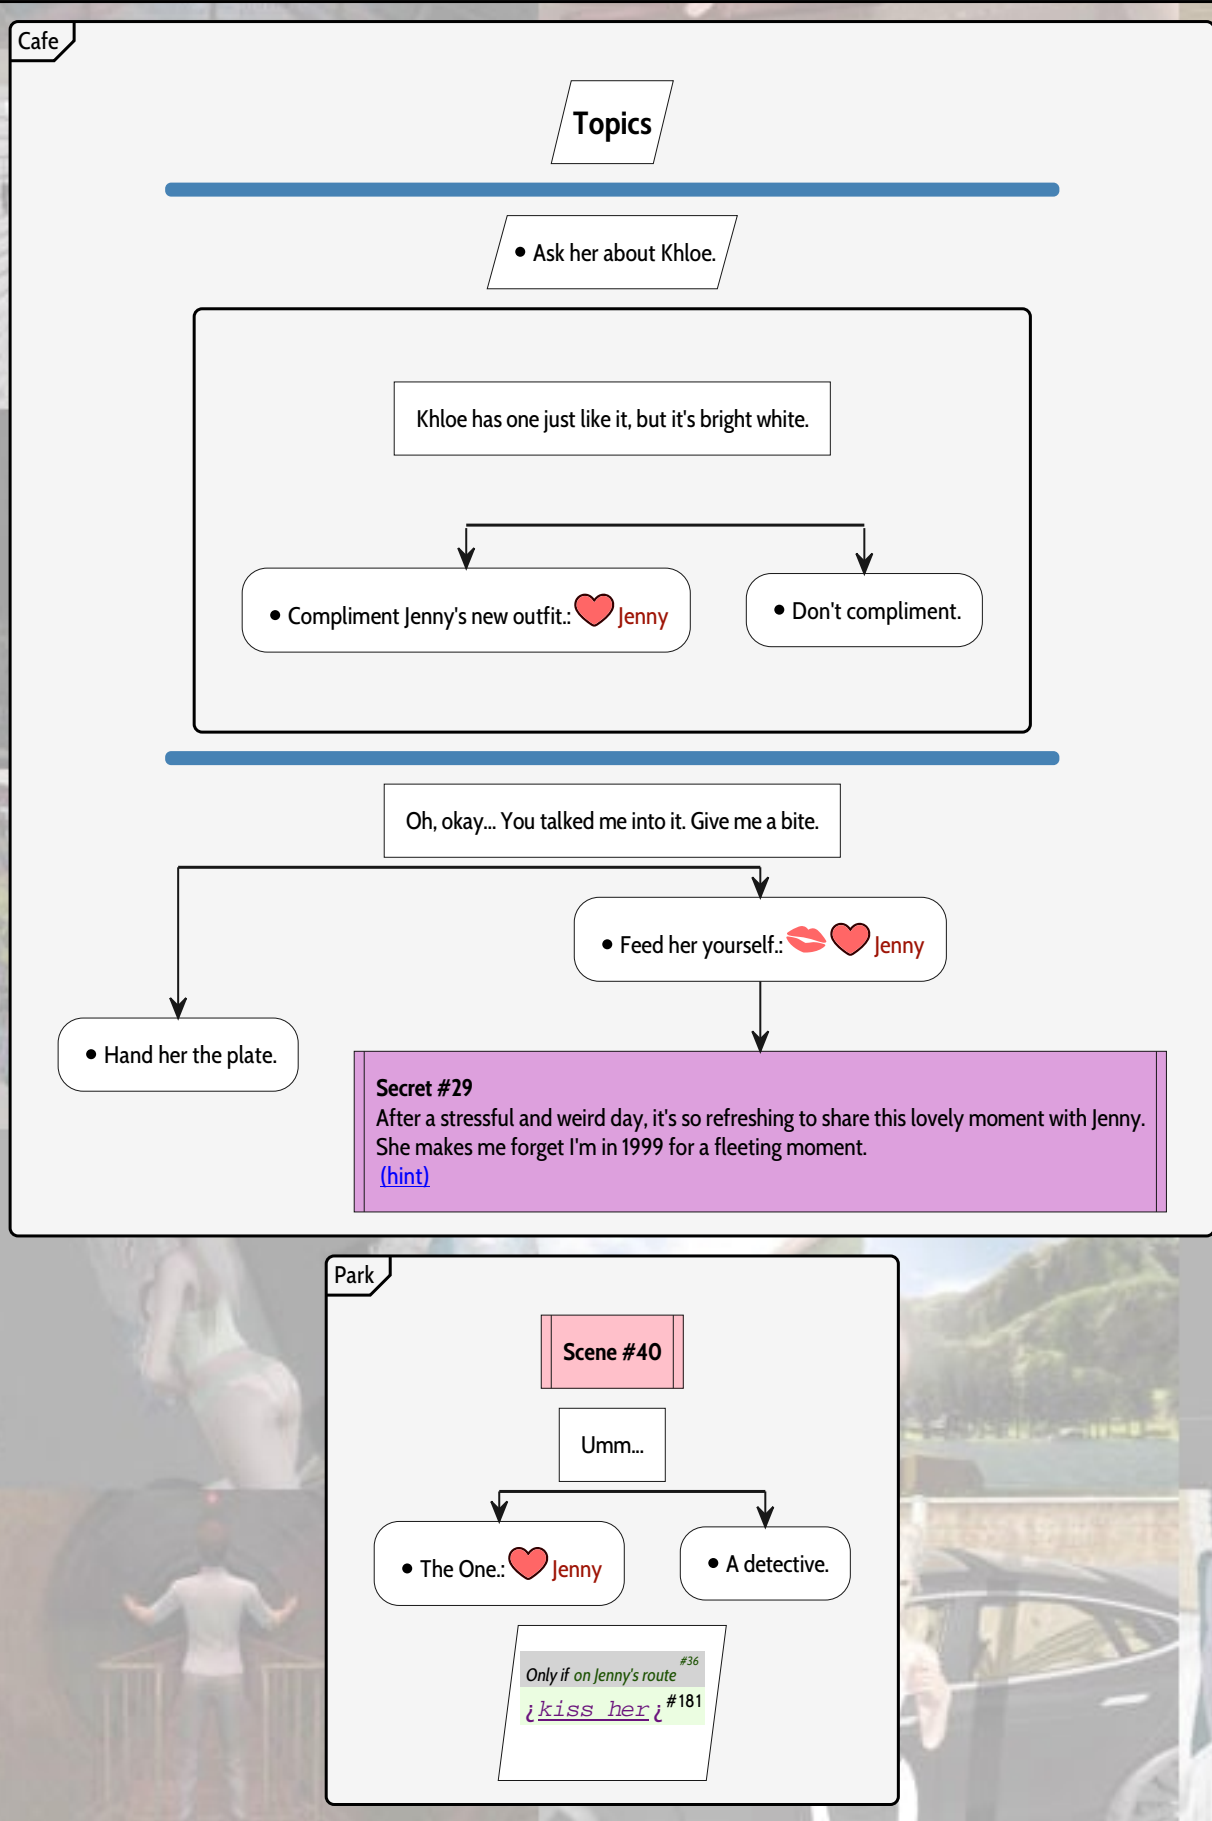 Cafe
Topics
• Ask her about Khloe.
Khloe has one just like it, but it's bright white.
• Compliment Jenny's new outfit.: Jenny
• Don't compliment.
Oh, okay... You talked me into it. Give me a bite.
• Feed her yourself.: Jenny
• Hand her the plate.
Secret #29
After a stressful and weird day, it's so refreshing to share this lovely moment with Jenny.
She makes me forget I'm in 1999 for a fleeting moment.
(hint)
Park
Scene #40
Umm...
• The One.: Jenny
• A detective.
Only if on Jenny's route #36
¿kiss her¿ #181